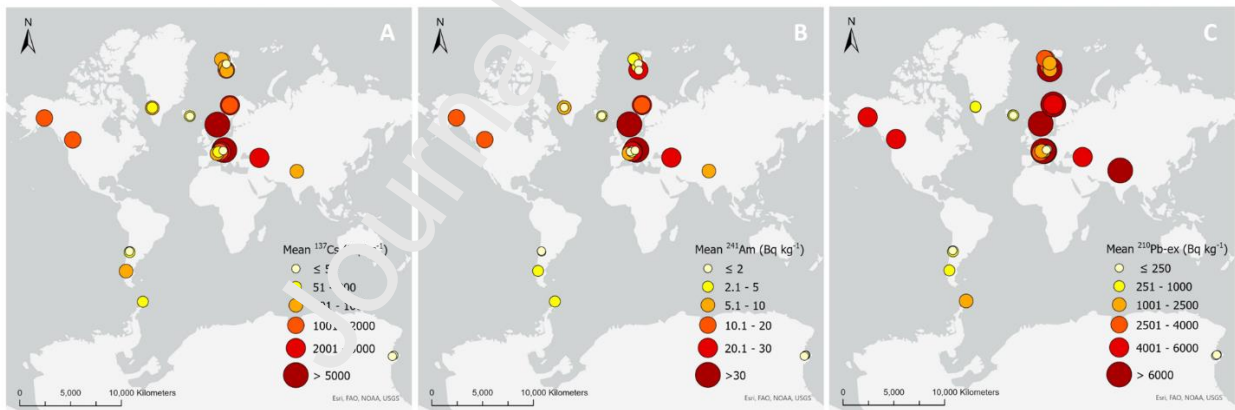 N
A
Mean ¹³⁷Cs
≤ 5
51 -
1001 - 2000
> 5000
5,000
10,000 Kilometers
Esri, FAO, NOAA, USGS
Journal
N
B
Mean ²⁴¹Am (Bq kg⁻¹)
≤ 2
2.1 - 5
5.1 - 10
10.1 - 20
20.1 - 30
>30
5,000
10,000 Kilometers
Esri, FAO, NOAA, USGS
N
C
Mean ²¹⁰Pb-ex (Bq kg⁻¹)
≤ 250
251 - 1000
1001 - 2500
2501 - 4000
4001 - 6000
> 6000
0
5,000
10,000 Kilometers
Esri, FAO, NOAA, USGS